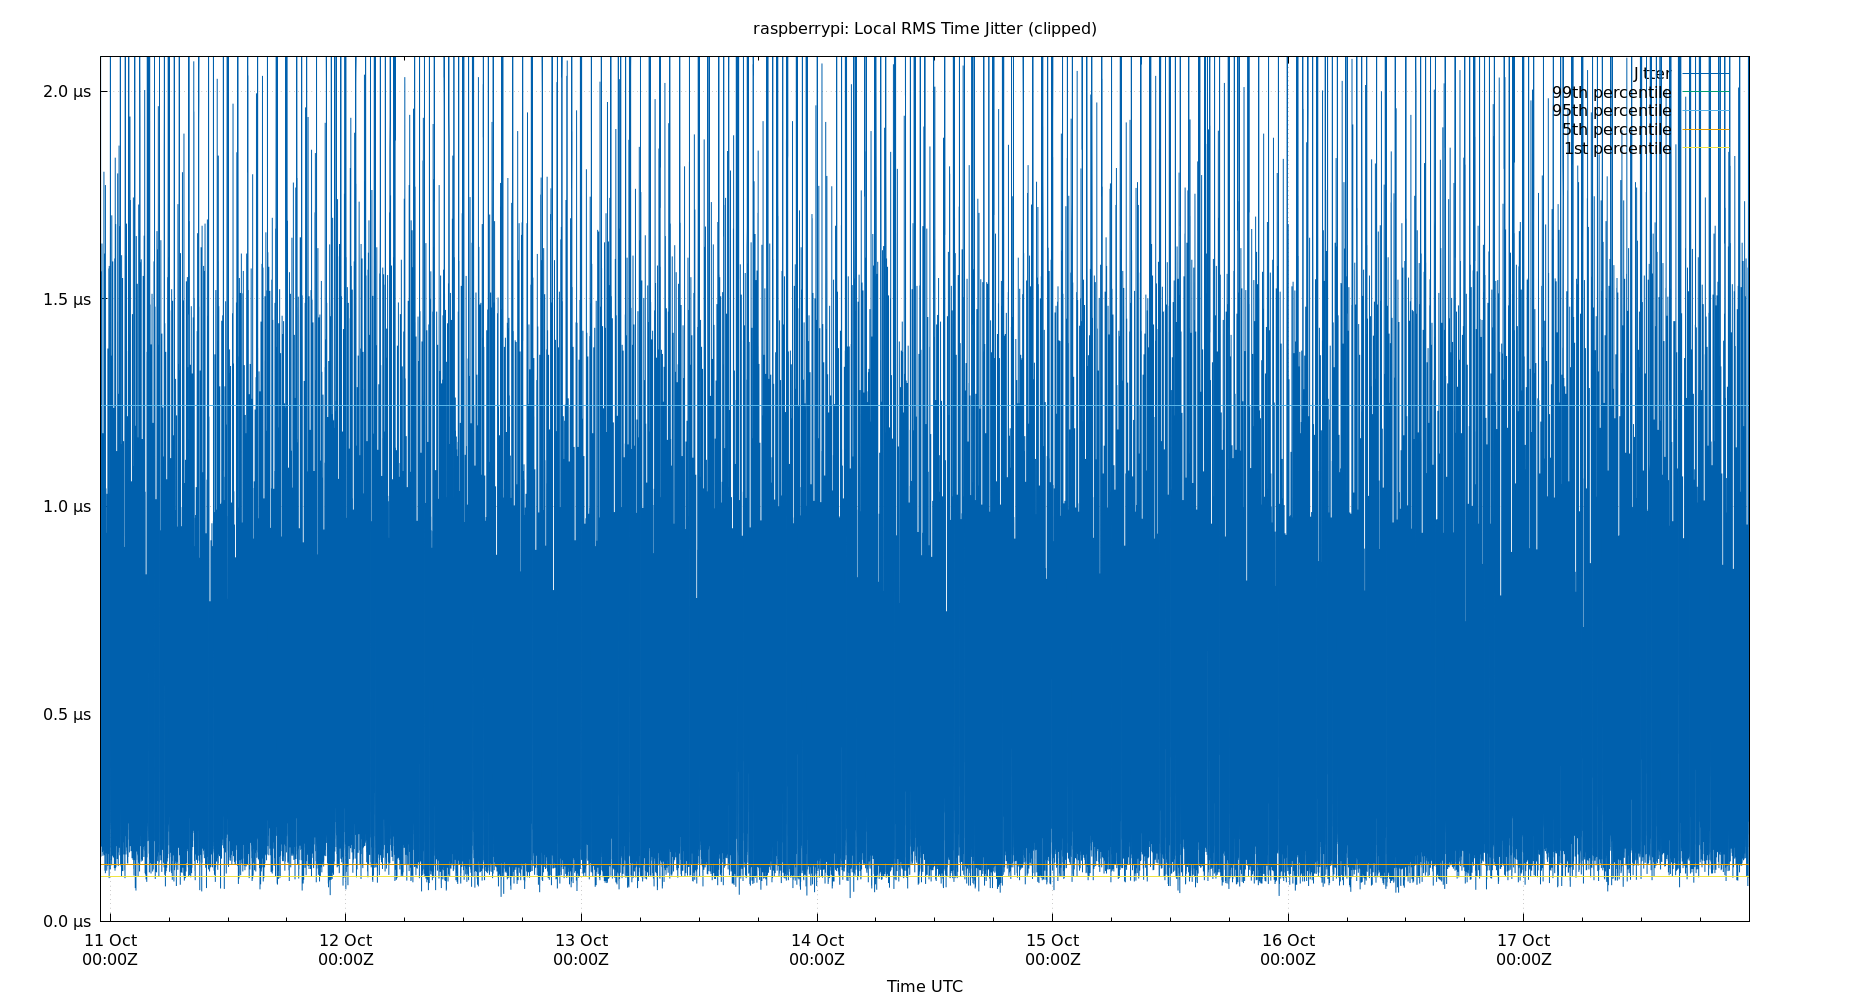 raspberrypi: Local RMS Time Jitter (clipped)
2.0 µs
1.5 µs
1.0 µs
0.5 µs
0.0 µs
Jitter
99th percentile
95th percentile
5th percentile
1st percentile
11 Oct 12 Oct 13 Oct 14 Oct 15 Oct 16 Oct 17 Oct
00:00Z 00:00Z 00:00Z 00:00Z 00:00Z 00:00Z 00:00Z
Time UTC